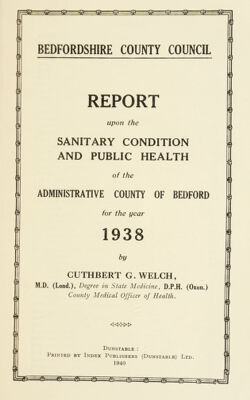 BEDFORDSHIRE COUNTY COUNCIL
REPORT
upon the
SANITARY CONDITION
AND PUBLIC HEALTH
of the
ADMINISTRATIVE COUNTY OF BEDFORD
for the year
1938
by
CUTHBERT G. WELCH,
M.D. (Lond.), Degree in State Medicine, D.P.H. (Oxon.)
County Medical Officer of Health.
DUNSTABLE:
PRINTED BY INDEX PUBLISHERS (DUNSTABLE) LTD.
1940